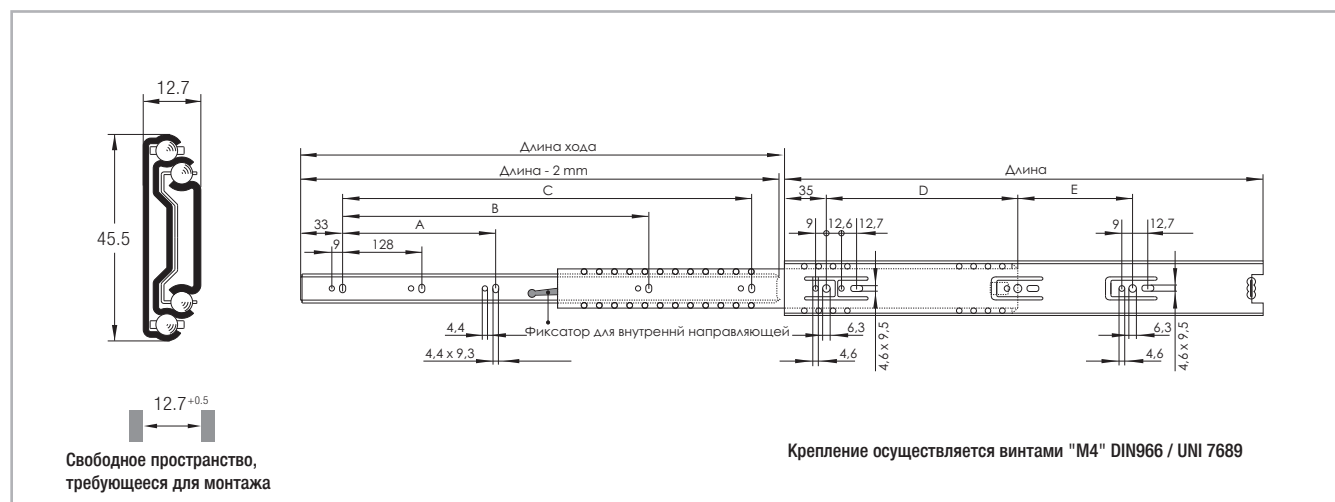 12.7
45.5
12.7+0.5
Свободное пространство,
требующееся для монтажа
Длина хода
Длина - 2 mm
Длина
C
35
D
E
B
33
A
9
12,6
12,7
9
12,7
9
128
Фиксатор для внутреннй направляющей
4,4
4,4 x 9,3
6,3
4,6
4,6 x 9,5
6,3
4,6
4,6 x 9,5
Крепление осуществляется винтами "М4" DIN966 / UNI 7689